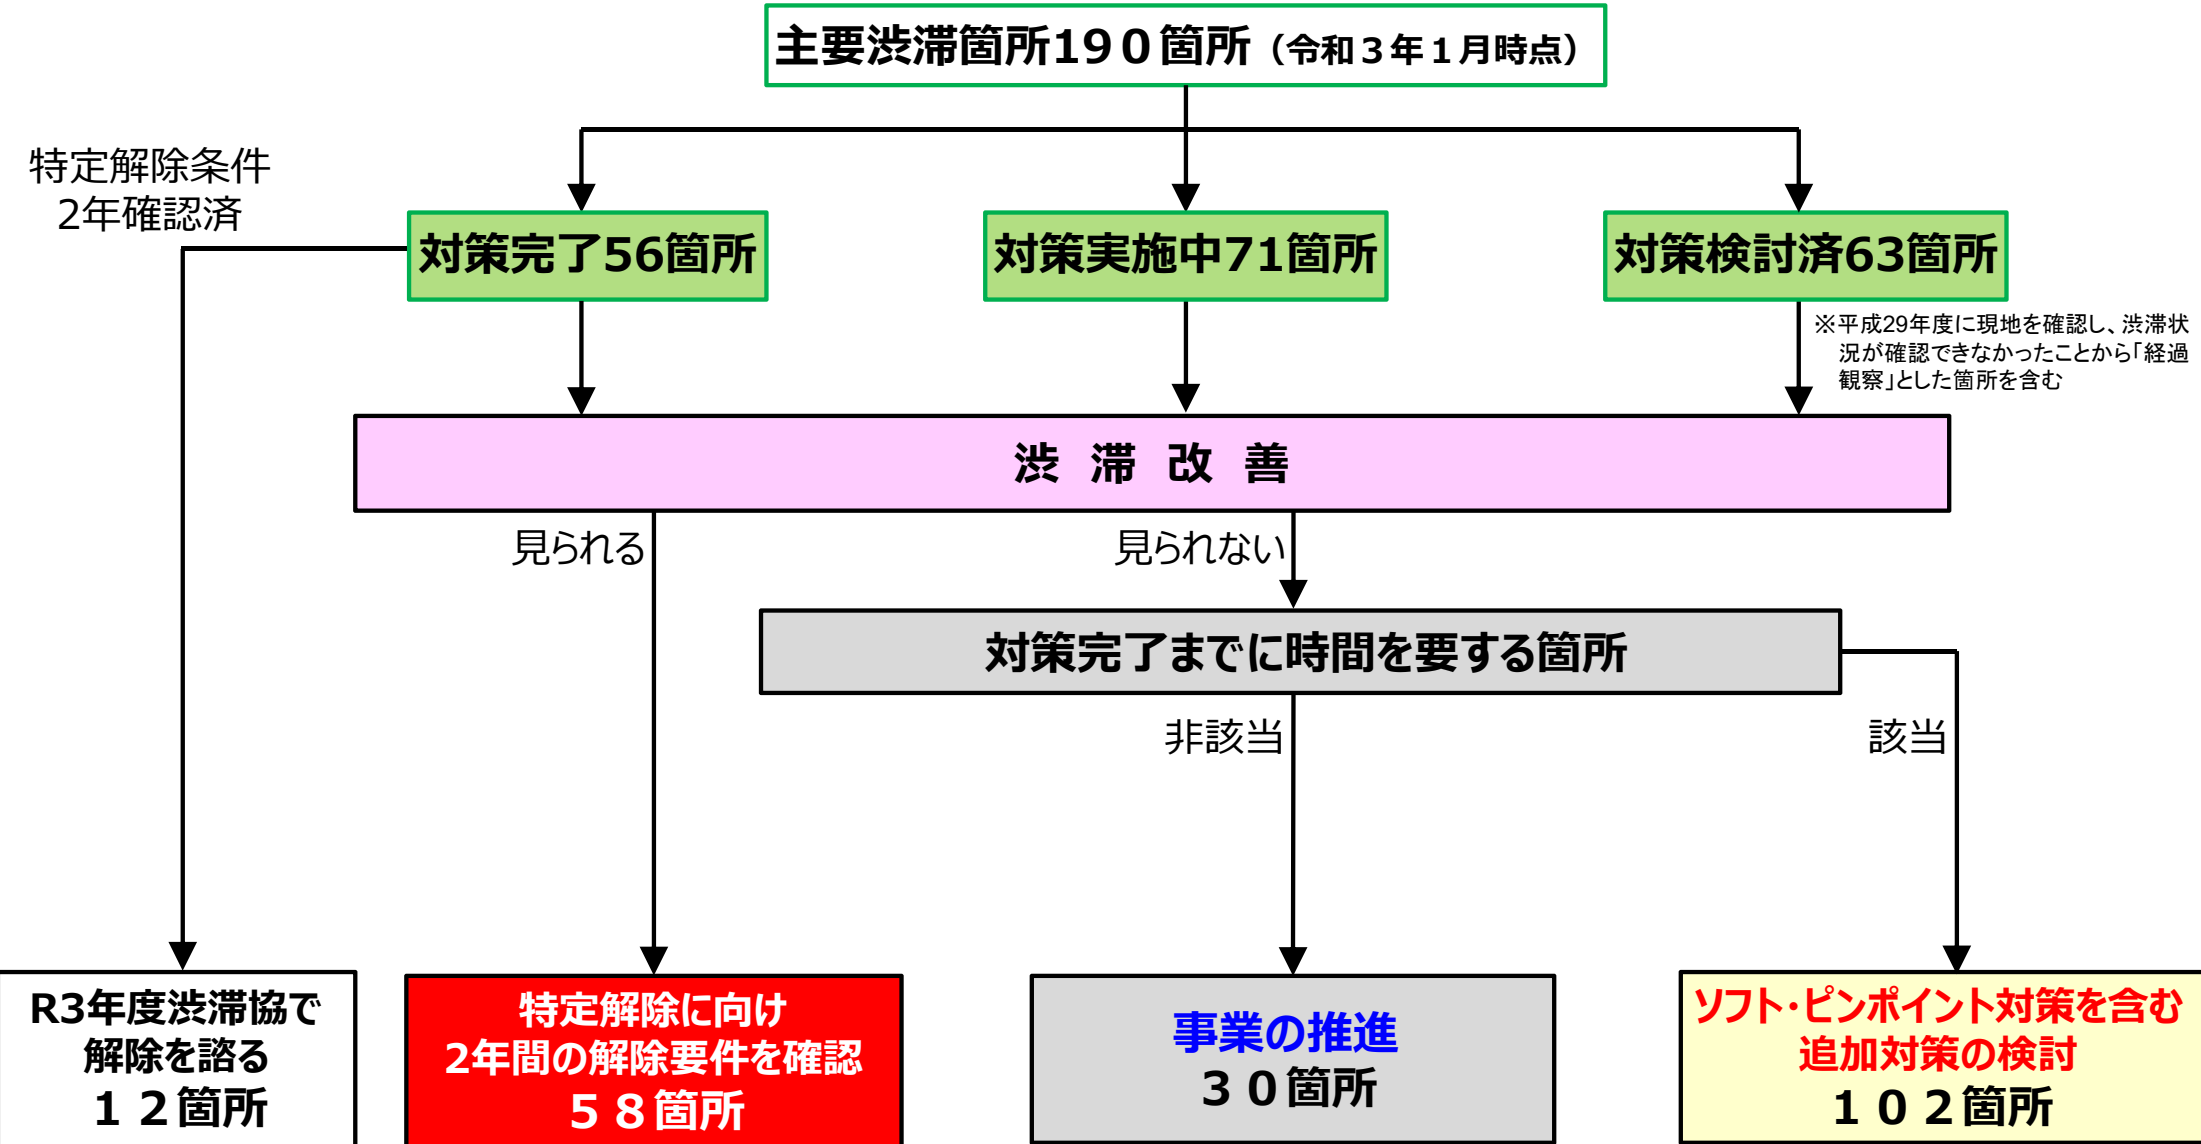 主要渋滞箇所19０箇所（令和３年１月時点）
特定解除条件
2年確認済
対策完了56箇所
対策実施中71箇所
対策検討済63箇所
※平成29年度に現地を確認し、渋滞状
況が確認できなかったことから「経過
観察」とした箇所を含む
渋 滞 改 善
見られる
見られない
対策完了までに時間を要する箇所
非該当
該当
R3年度渋滞協で
解除を諮る
１２箇所
特定解除に向け
2年間の解除要件を確認
５８箇所
事業の推進
３０箇所
ソフト・ピンポイント対策を含む
追加対策の検討
１０２箇所